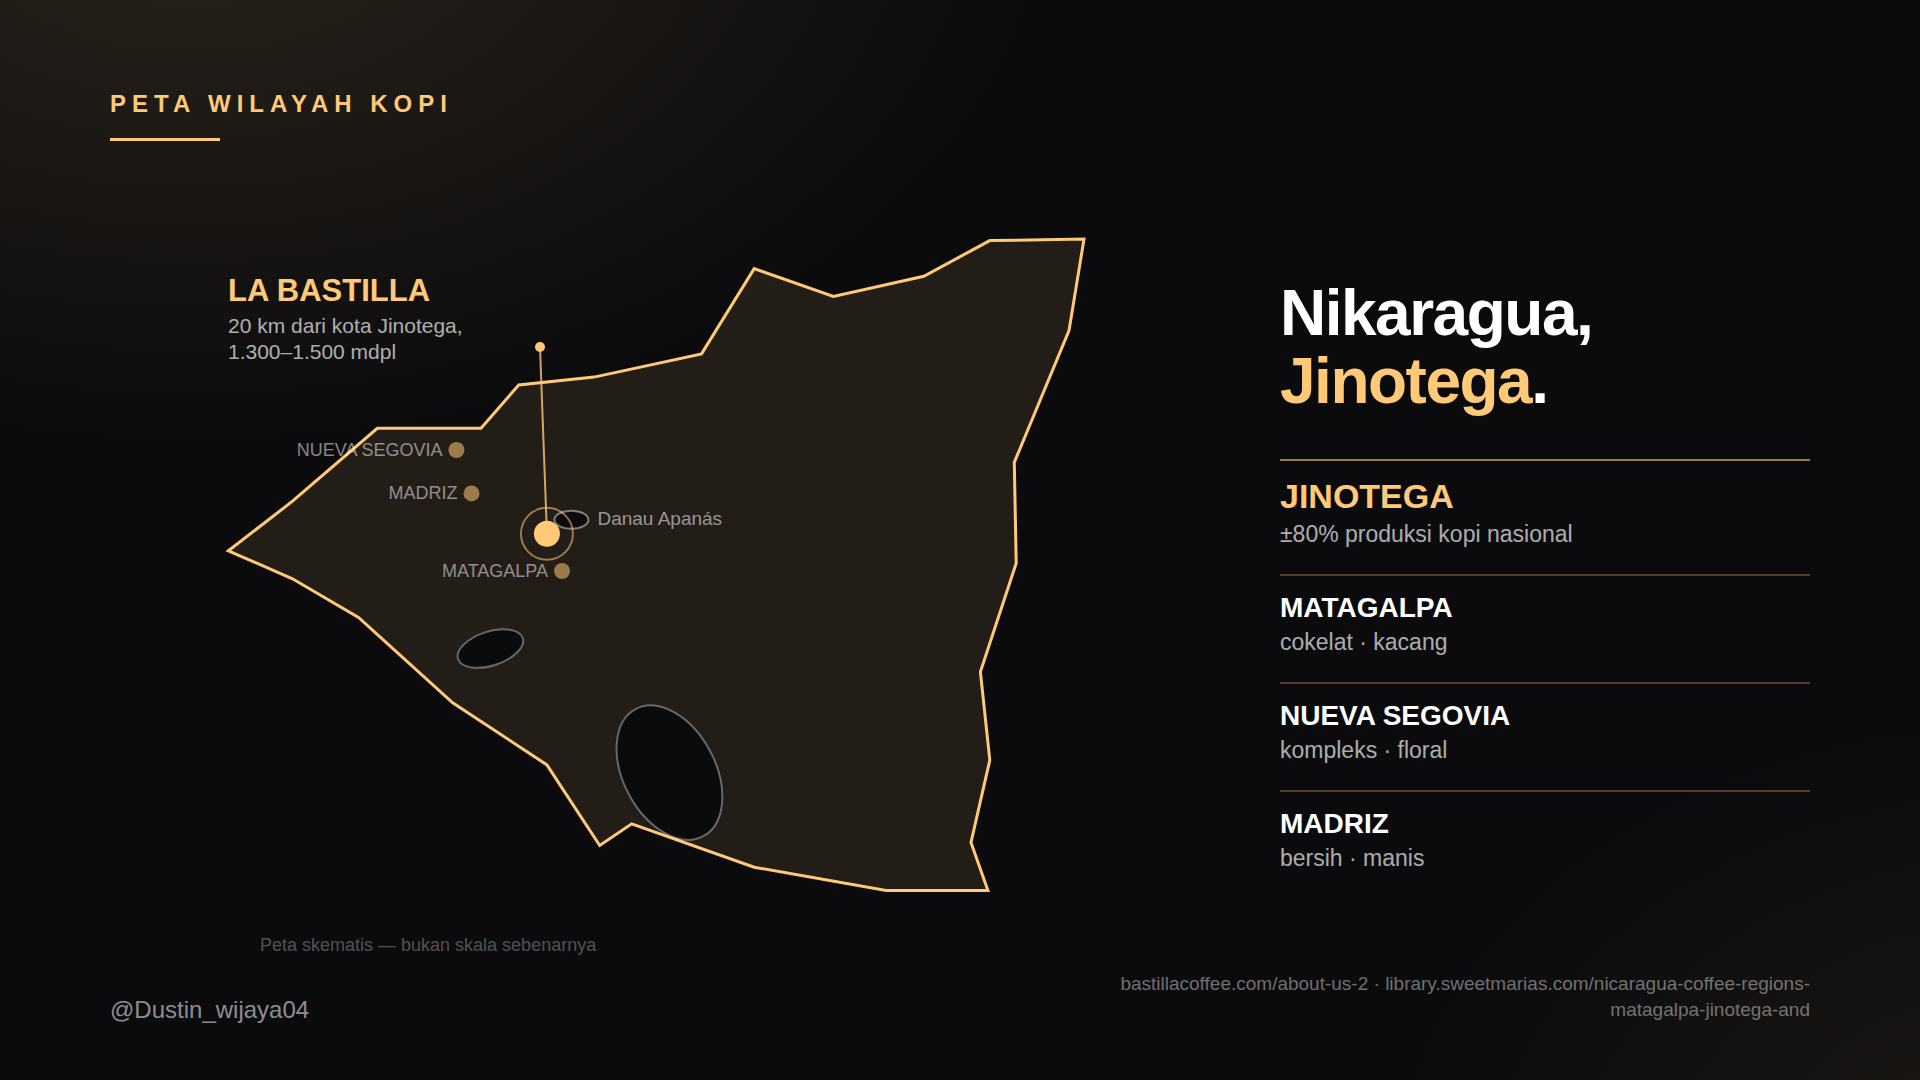 PETA WILAYAH KOPI
LA BASTILLA
20 km dari kota Jinotega,
1.300–1.500 mdpl
NUEVA SEGOVIA
MADRIZ
Danau Apanás
MATAGALPA
Peta skematis — bukan skala sebenarnya
@Dustin_wijaya04
Nikaragua,
Jinotega.
JINOTEGA
±80% produksi kopi nasional
MATAGALPA
cokelat · kacang
NUEVA SEGOVIA
kompleks · floral
MADRIZ
bersih · manis
bastillacoffee.com/about-us-2 · library.sweetmarias.com/nicaragua-coffee-regions-
matagalpa-jinotega-and